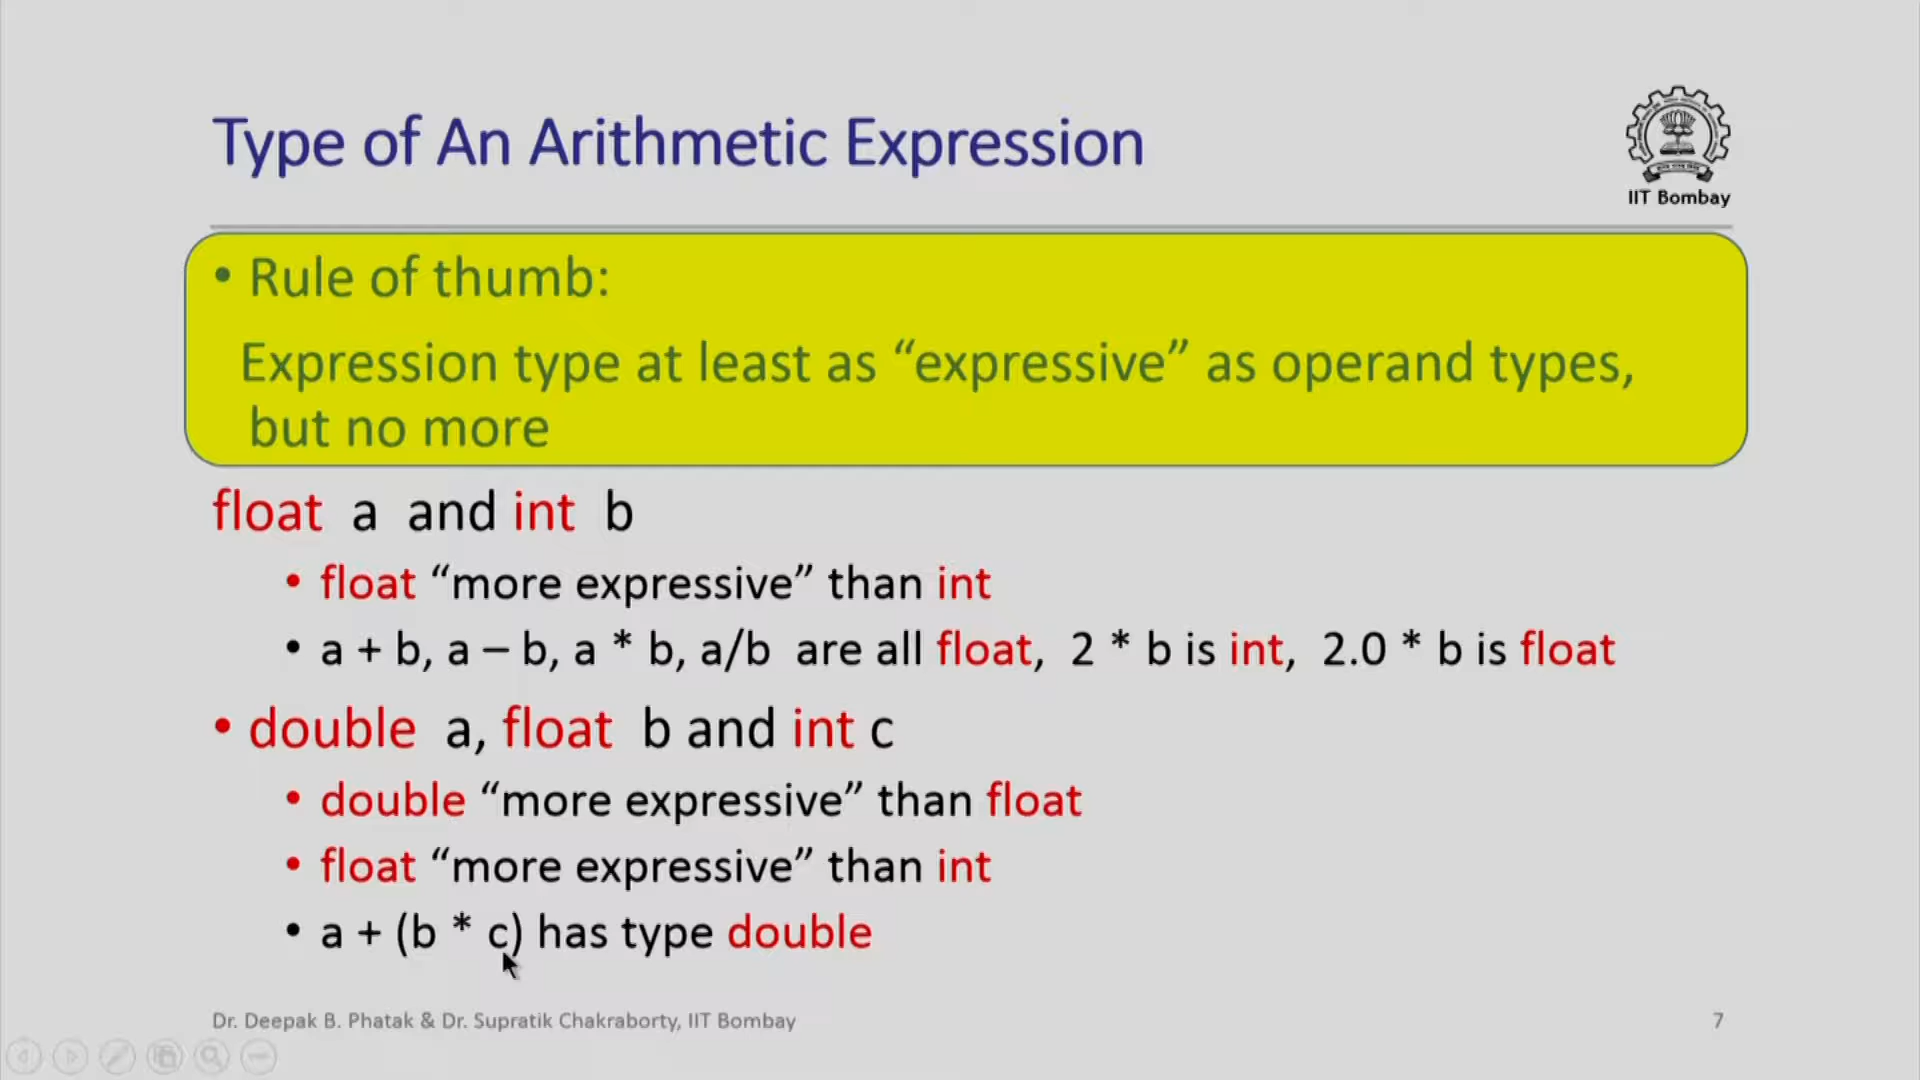 Type of An Arithmetic Expression
IIT Bombay
• Rule of thumb:
Expression type at least as “expressive” as operand types,
but no more
float a and int b
• float “more expressive” than int
• a + b, a – b, a * b, a/b are all float, 2 * b is int, 2.0 * b is float
• double a, float b and int c
• double “more expressive” than float
• float “more expressive” than int
• a + (b * c) has type double
Dr. Deepak B. Phatak & Dr. Supratik Chakraborty, IIT Bombay
7